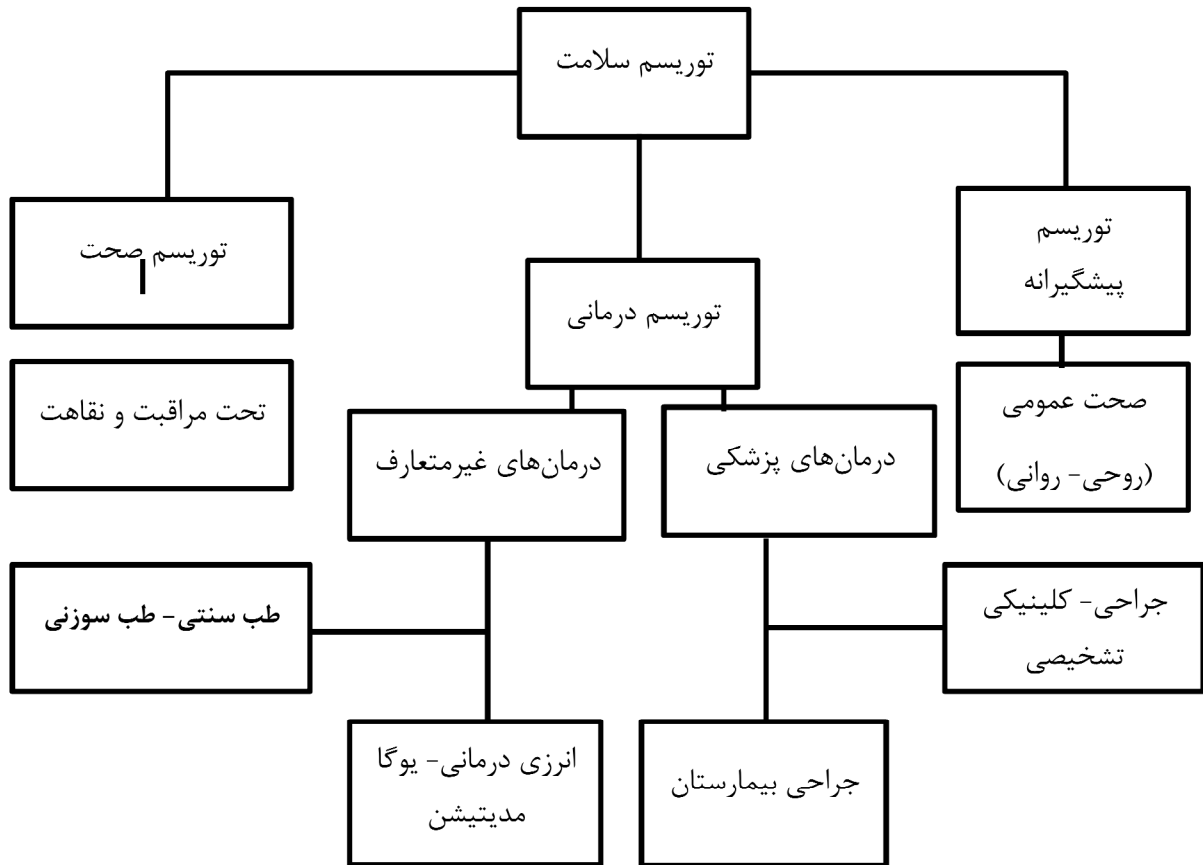 توریسم سلامت
توریسم
پیشگیرانه
توریسم صحت
توریسم درمانی
صحت عمومی
(روحی- روانی)
تحت مراقبت و نقاهت
درمان‌های پزشکی
درمان‌های غیرمتعارف
جراحی- کلینیکی
تشخیصی
طب سنتی- طب سوزنی
جراحی بیمارستان
انرزی درمانی- یوگا
مدیتیشن